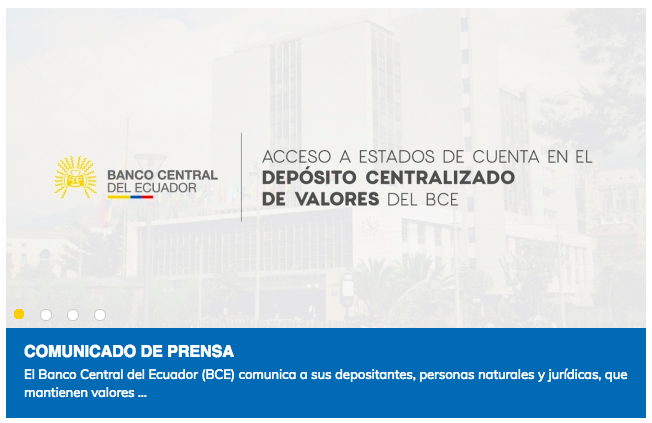 BANCO CENTRAL
DEL ECUADOR
ACCESO A ESTADOS DE CUENTA EN EL
DEPÓSITO CENTRALIZADO
DE VALORES DEL BCE
COMUNICADO DE PRENSA
El Banco Central del Ecuador (BCE) comunica a sus depositantes, personas naturales y jurídicas, que
mantienen valores ...